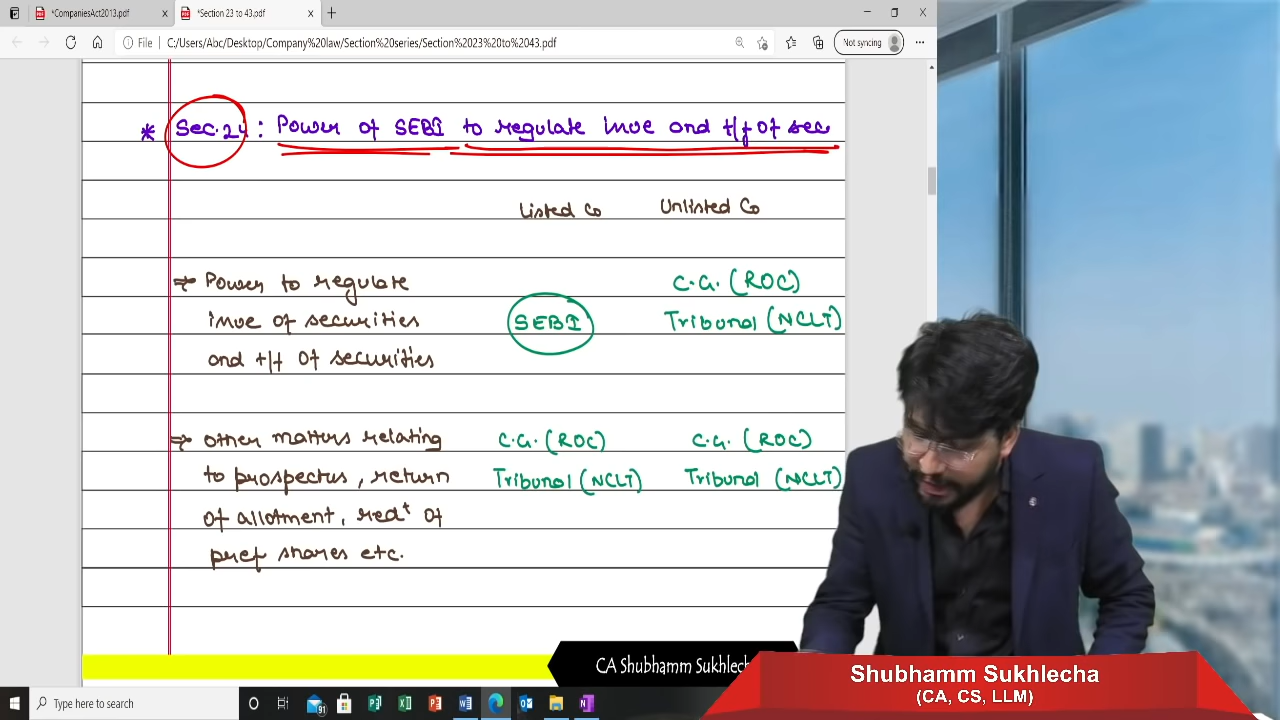 *CompaniesAct2013.pdf
*Section 23 to 43.pdf
File
C:/Users/Abc/Desktop/Company%20law/Section%20series/Section%2023%20to%2043.pdf
Not syncing
* Sec.24 : Power of SEBI to regulate issue and t/f of sec
Listed Co Unlisted Co
⇒ Power to regulate C.G. (ROC)
issue of securities SEBI Tribunal (NCLT)
and t/f of securities
⇒ Other matters relating C.G. (ROC) C.G. (ROC)
to prospectus, return Tribunal (NCLT) Tribunal (NCLT)
of allotment, red^t of
pref shares etc.
CA Shubhamm Sukhlech
Shubhamm Sukhlecha
(CA, CS, LLM)
Type here to search
91